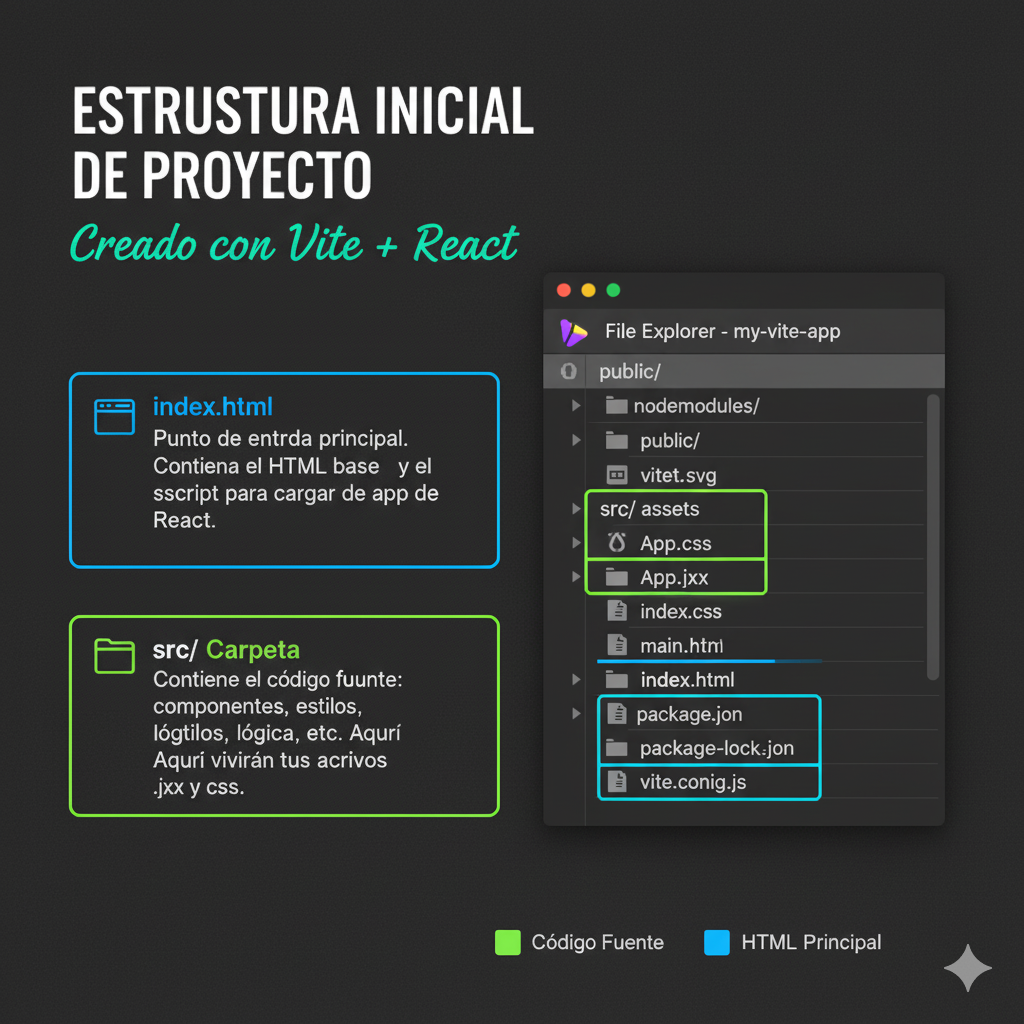 ESTRUSTURA INICIAL
DE PROYECTO
Creado con Vite + React
index.html
Punto de entrda principal.
Contiena el HTML base y el
sscript para cargar de app de
React.
src/ Carpeta
Contiene el código fuunte:
componentes, estilos,
lógtilos, lógica, etc. Aqurí
Aqurí vivirán tus acrivos
.jxx y css.
File Explorer - my-vite-app
public/
nodemodules/
public/
vitet.svg
src/ assets
App.css
App.jxx
index.css
main.html
index.html
package.jon
package-lock.jon
vite.conig.js
Código Fuente
HTML Principal